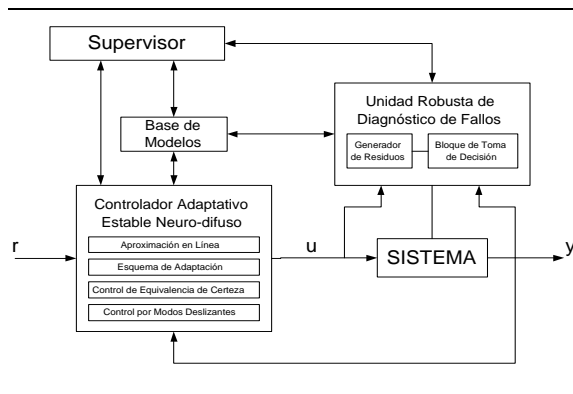 Supervisor
Unidad Robusta de
Diagnóstico de Fallos
Generador
de Residuos
Bloque de Toma
de Decisión
Base de
Modelos
Controlador Adaptativo
Estable Neuro-difuso
Aproximación en Línea
Esquema de Adaptación
Control de Equivalencia de Certeza
Control por Modos Deslizantes
r
u
SISTEMA
y